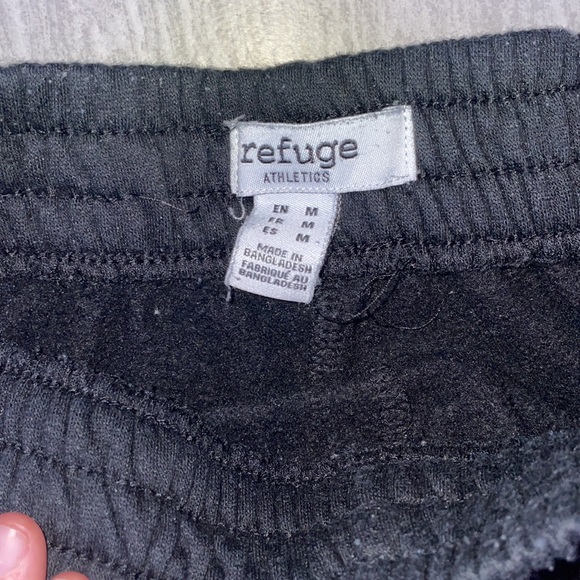 refuge
ATHLETICS
EN M
FR M
ES M
MADE IN
BANGLADESH
FABRIQUÉ AU
BANGLADESH